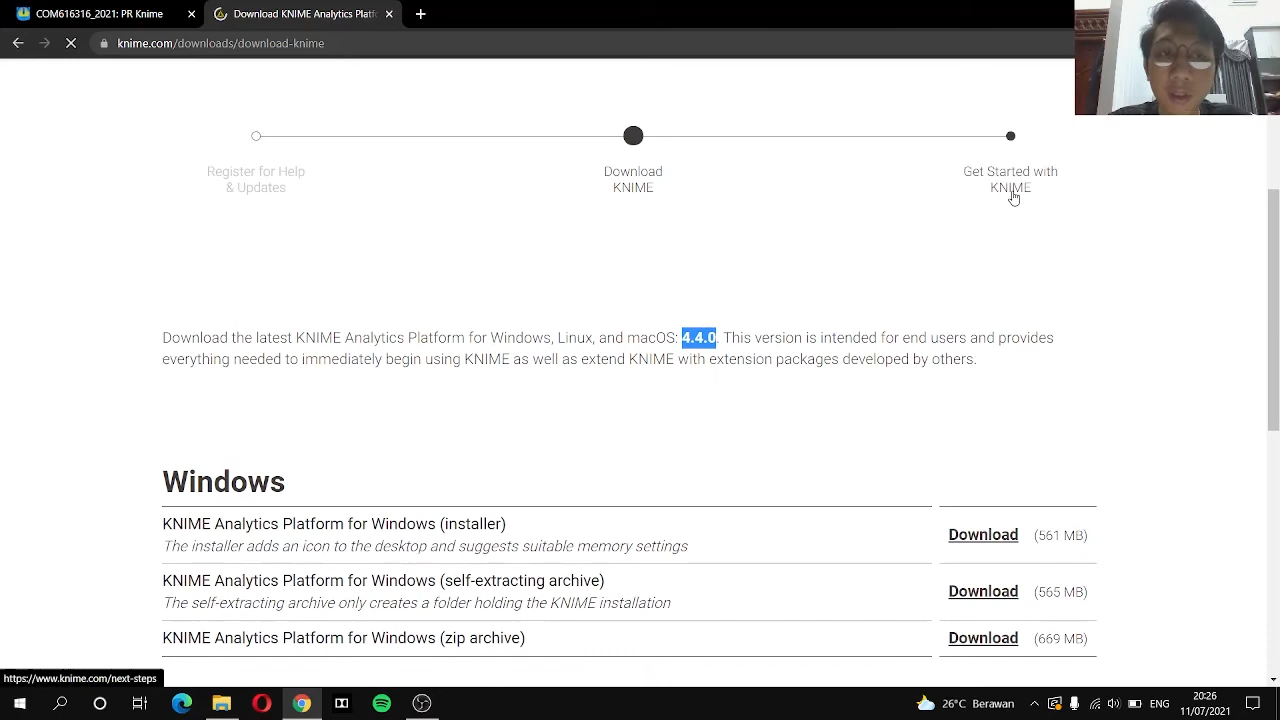 COM616316_2021: PR Knime
Download KNIME Analytics Pla
knime.com/downloads/download-knime
Register for Help
& Updates
Download
KNIME
Get Started with
KNIME
Download the latest KNIME Analytics Platform for Windows, Linux, and macOS: 4.4.0. This version is intended for end users and provides
everything needed to immediately begin using KNIME as well as extend KNIME with extension packages developed by others.
Windows
KNIME Analytics Platform for Windows (installer)
The installer adds an icon to the desktop and suggests suitable memory settings
Download (561 MB)
KNIME Analytics Platform for Windows (self-extracting archive)
The self-extracting archive only creates a folder holding the KNIME installation
Download (565 MB)
KNIME Analytics Platform for Windows (zip archive)
Download (669 MB)
https://www.knime.com/next-steps
26°C Berawan
ENG
20:26
11/07/2021